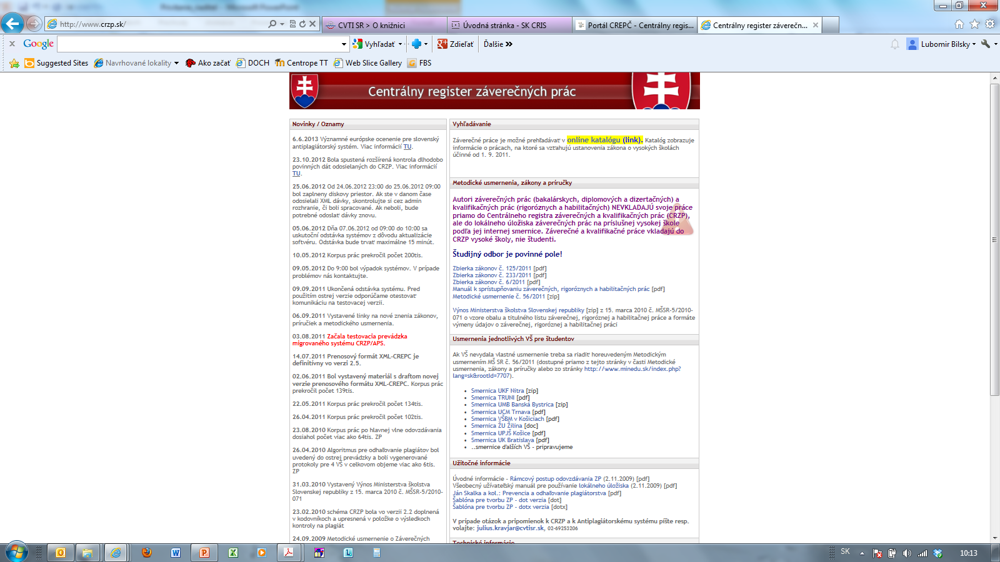 http://www.crzp.sk/
CVTI SR > O knižnici
Úvodná stránka - SK CRIS
Portál CREPČ - Centrálny regis...
Centrálny register záverečn...
Google
Vyhľadať
Zdieľať
Ďalšie »
Lubomir Bilsky
Suggested Sites
Navrhované lokality
Ako začať
DOCH
Centrope TT
Web Slice Gallery
FBS
Centrálny register záverečných prác
Novinky / Oznamy
6.6.2013 Významné európske ocenenie pre slovenský
antiplagiátorský systém. Viac informácií TU.
23.10.2012 Bola spustená rozšírená kontrola dlhodobo
povinných dát odosielaných do CRZP. Viac informácií
TU.
25.06.2012 Od 24.06.2012 23:00 do 25.06.2012 09:00
bol zaplneny diskovy priestor. Ak ste v danom čase
odosielali XML dávky, skontrolujte si cez admin
rozhranie, či boli spracované. Ak neboli, bude
potrebné odoslať dávky znovu.
05.06.2012 Dňa 07.06.2012 od 09:00 do 10:00 sa
uskutoční odstávka systémov z dôvodu aktualizácie
softvéru. Odstávka bude trvať maximálne 15 minút.
10.05.2012 Korpus prác prekročil počet 200tis.
09.05.2012 Do 9:00 bol výpadok systémov. V prípade
problémov nás kontaktujte.
09.09.2011 Ukončená odstávka systému. Pred
použitím ostrej verzie odporúčame otestovať
komunikáciu na testovacej verzii.
06.09.2011 Vystavené linky na nové znenia zákonov,
príručiek a metodického usmernenia.
03.08.2011 Začala testovacia prevádzka
migrovaného systému CRZP/APS.
14.07.2011 Prenosový formát XML-CREPC je
definitívny vo verzi 2.5.
02.06.2011 Bol vystavený materiál s draftom novej
verzie prenosového formátu XML-CREPC. Korpus prác
prekročil počet 139tis.
22.05.2011 Korpus prác prekročil počet 134tis.
26.04.2011 Korpus prác prekročil počet 102tis.
23.08.2010 Korpus prác po hlavnej vlne odovzdávania
dosiahol počet viac ako 64tis. ZP
26.04.2010 Algoritmus pre odhaľovanie plagiátov bol
uvedený do ostrej prevádzky a boli vygenerované
protokoly pre 4 VŠ v celkovom objeme viac ako 6tis.
ZP
31.03.2010 Vystavený Výnos Ministerstva školstva
Slovenskej republiky z 15. marca 2010 č. MŠSR-5/2010-
071
23.02.2010 schéma CRZP bola vo verzii 2.2 doplnená
v kodovníkoch a upresnená v položke o výsledkoch
kontroly na plagiát
24.09.2009 Metodické usmernenie o Záverečných
Vyhľadávanie
Záverečné práce je možné prehľadávať v online katalógu (link). Katalóg zobrazuje
informácie o prácach, na ktoré sa vzťahujú ustanovenia zákona o vysokých školách
účinné od 1. 9. 2011.
Metodické usmernenia, zákony a príručky
Autori záverečných prác (bakalárskych, diplomových a dizertačných) a
kvalifikačných prác (rigoróznych a habilitačných) NEVKLADAJÚ svoje práce
priamo do Centrálneho registra záverečných a kvalifikačných prác (CRZP),
ale do lokálneho úložiska záverečných prác na príslušnej vysokej škole
podľa jej internej smernice. Záverečné a kvalifikačné práce vkladajú do
CRZP vysoké školy, nie študenti.
Študijný odbor je povinné pole!
Zbierka zákonov č. 125/2011 [pdf]
Zbierka zákonov č. 233/2011 [pdf]
Zbierka zákonov č. 6/2011 [pdf]
Manuál k sprístupňovaniu záverečných, rigoróznych a habilitačných prác [pdf]
Metodické usmernenie č. 56/2011 [zip]
Výnos Ministerstva školstva Slovenskej republiky [zip] z 15. marca 2010 č. MŠSR-5/2010-
071 o vzore obalu a titulného listu záverečnej, rigoróznej a habilitačnej práce a formáte
výmeny údajov o záverečnej, rigoróznej a habilitačnej práci
Usmernenia jednotlivých VŠ pre študentov
Ak VŠ nevydala vlastné usmernenie treba sa riadiť horeuvedeným Metodickým
usmernením MŠ SR č. 56/2011 (dostupné priamo z tejto stránky v časti Metodické
usmernenia, zákony a príručky alebo zo stránky http://www.minedu.sk/index.php?
lang=sk&rootId=7707).
• Smernica UKF Nitra [zip]
• Smernica TRUNI [pdf]
• Smernica UMB Banská Bystrica [zip]
• Smernica UCM Trnava [pdf]
• Smernica VŠBM v Košiciach [pdf]
• Smernica ŽU Žilina [doc]
• Smernica UPJŠ Košice [pdf]
• Smernica UK Bratislava [pdf]
• ..smernice ďalších VŠ - pripravujeme
Užitočné informácie
Úvodné informácie - Rámcový postup odovzdávania ZP (2.11.2009) [pdf]
Všeobecný užívateľský manuál pre používanie lokálneho úložiska (2.11.2009) [pdf]
Ján Skalka a kol.: Prevencia a odhaľovanie plagiátorstva [pdf]
Šablóna pre tvorbu ZP - dot verzia [dot]
Šablóna pre tvorbu ZP - dotx verzia [dotx]
V prípade otázok a pripomienok k CRZP a k Antiplagiátorskému systému píšte resp.
volajte: julius.kravjar@cvtisr.sk, 02-69253206
Technické informácie
SK
10:13